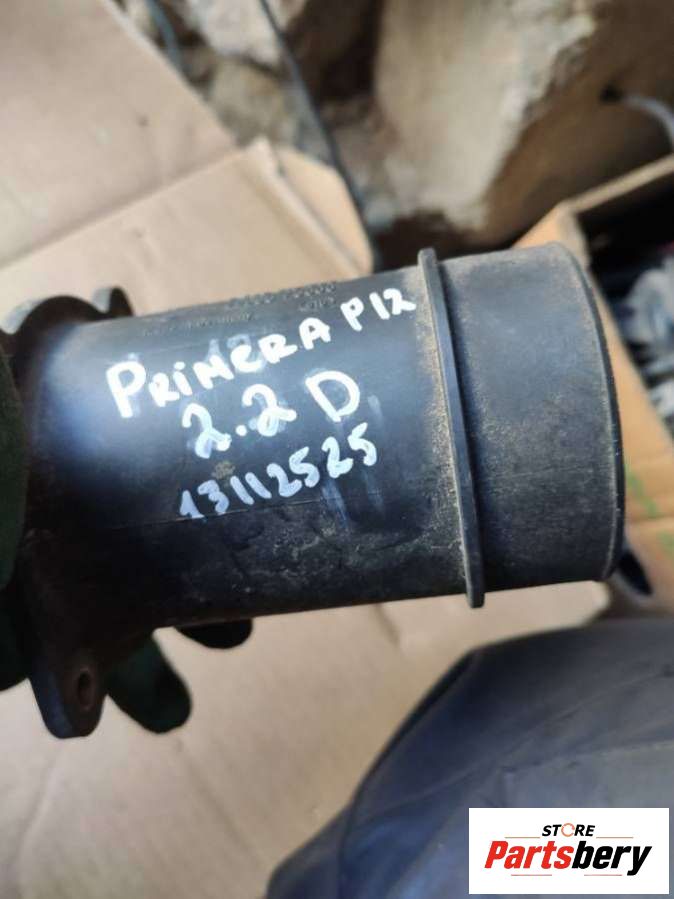 PRIMERA P12
2.2 D
13112525
STORE
Partsbery